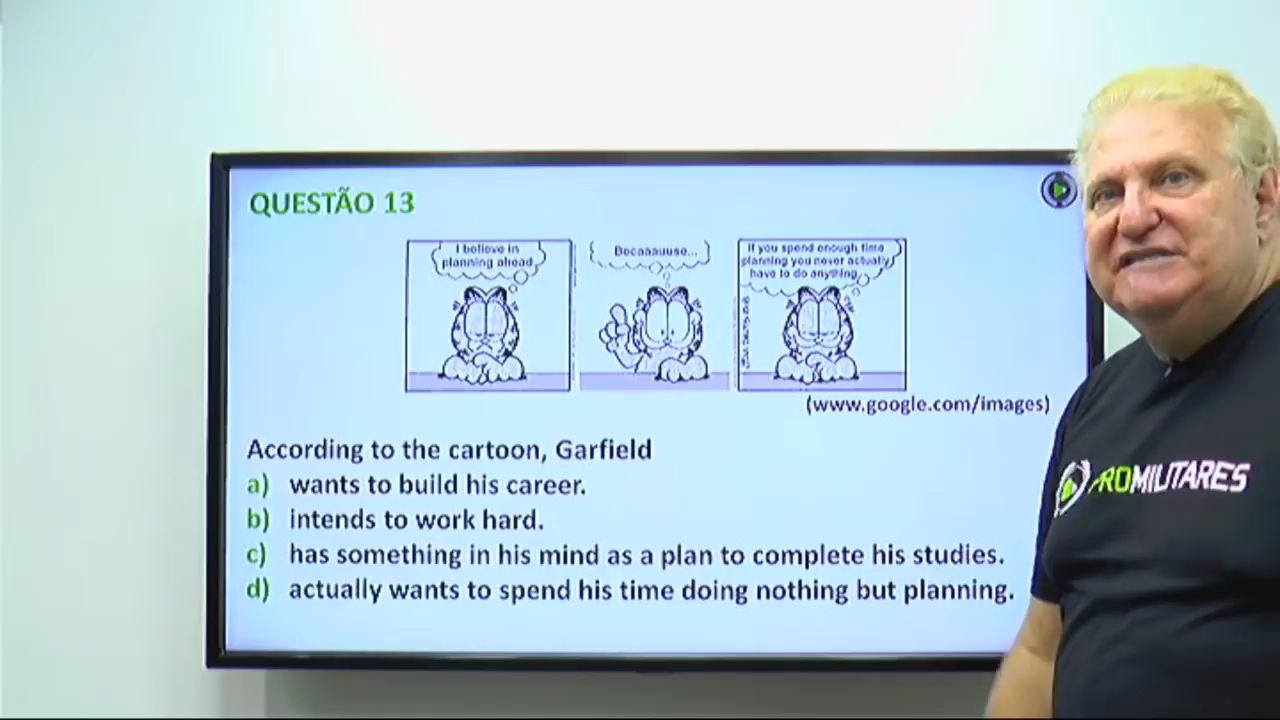 QUESTÃO 13
I believe in
planning ahead
Becaaauuse...
If you spend enough time
planning you never actually
have to do anything.
(www.google.com/images)
According to the cartoon, Garfield
a) wants to build his career.
b) intends to work hard.
c) has something in his mind as a plan to complete his studies.
d) actually wants to spend his time doing nothing but planning.
PROMILITARES